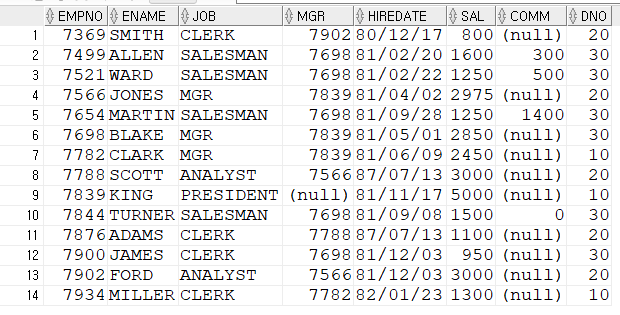 EMPNO ENAME JOB MGR HIREDATE SAL COMM DNO
1 7369 SMITH CLERK 7902 80/12/17 800 (null) 20
2 7499 ALLEN SALESMAN 7698 81/02/20 1600 300 30
3 7521 WARD SALESMAN 7698 81/02/22 1250 500 30
4 7566 JONES MGR 7839 81/04/02 2975 (null) 20
5 7654 MARTIN SALESMAN 7698 81/09/28 1250 1400 30
6 7698 BLAKE MGR 7839 81/05/01 2850 (null) 30
7 7782 CLARK MGR 7839 81/06/09 2450 (null) 10
8 7788 SCOTT ANALYST 7566 87/07/13 3000 (null) 20
9 7839 KING PRESIDENT (null) 81/11/17 5000 (null) 10
10 7844 TURNER SALESMAN 7698 81/09/08 1500 0 30
11 7876 ADAMS CLERK 7788 87/07/13 1100 (null) 20
12 7900 JAMES CLERK 7698 81/12/03 950 (null) 30
13 7902 FORD ANALYST 7566 81/12/03 3000 (null) 20
14 7934 MILLER CLERK 7782 82/01/23 1300 (null) 10